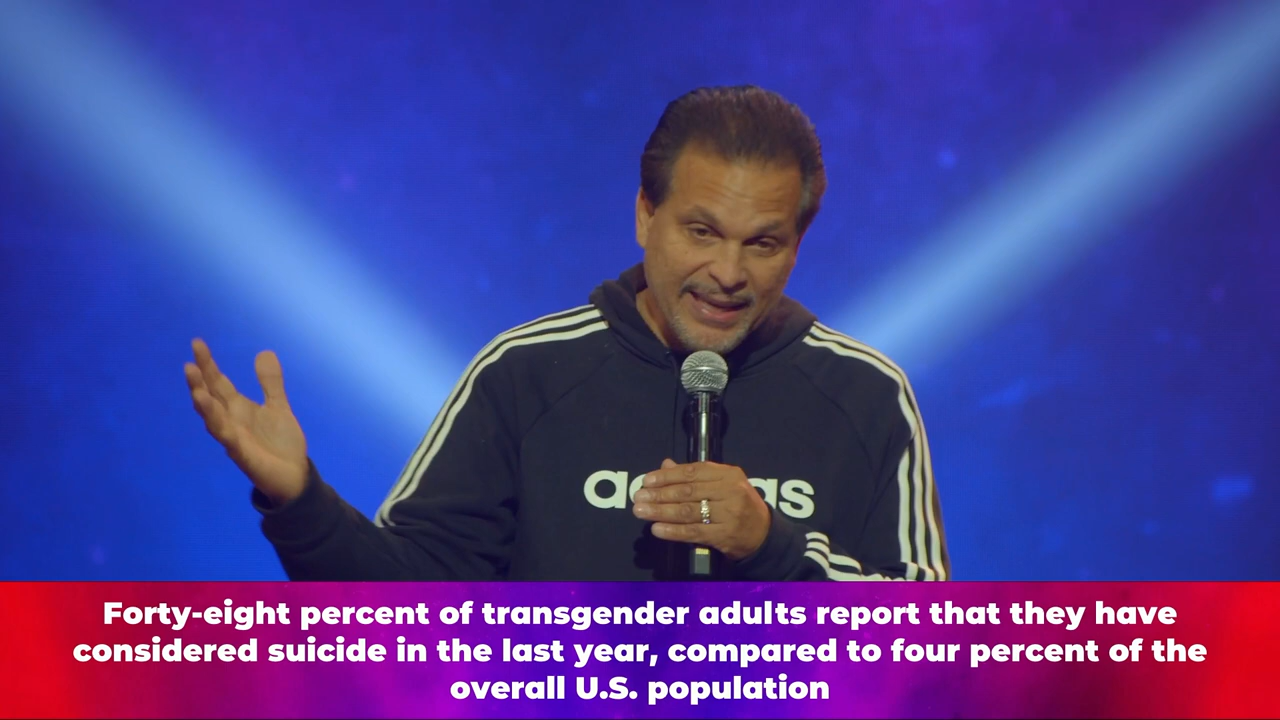 adidas
Forty-eight percent of transgender adults report that they have
considered suicide in the last year, compared to four percent of the
overall U.S. population